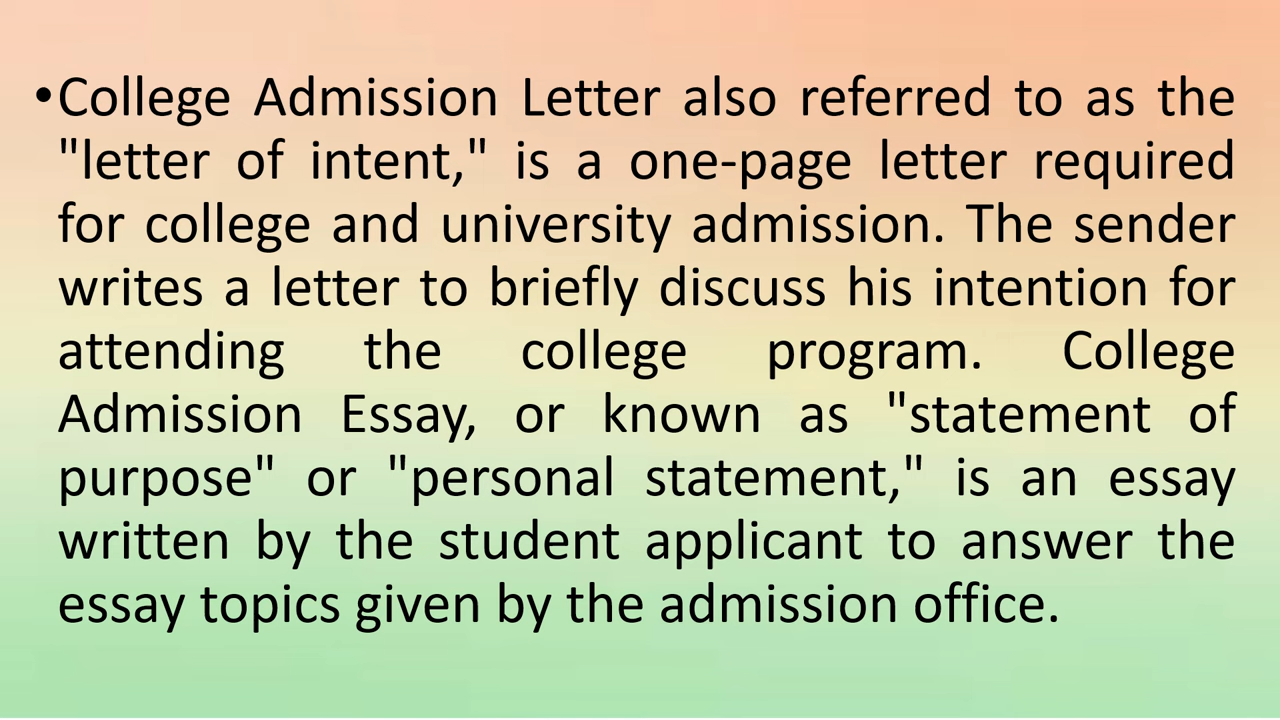 •College Admission Letter also referred to as the
"letter of intent," is a one-page letter required
for college and university admission. The sender
writes a letter to briefly discuss his intention for
attending the college program. College
Admission Essay, or known as "statement of
purpose" or "personal statement," is an essay
written by the student applicant to answer the
essay topics given by the admission office.